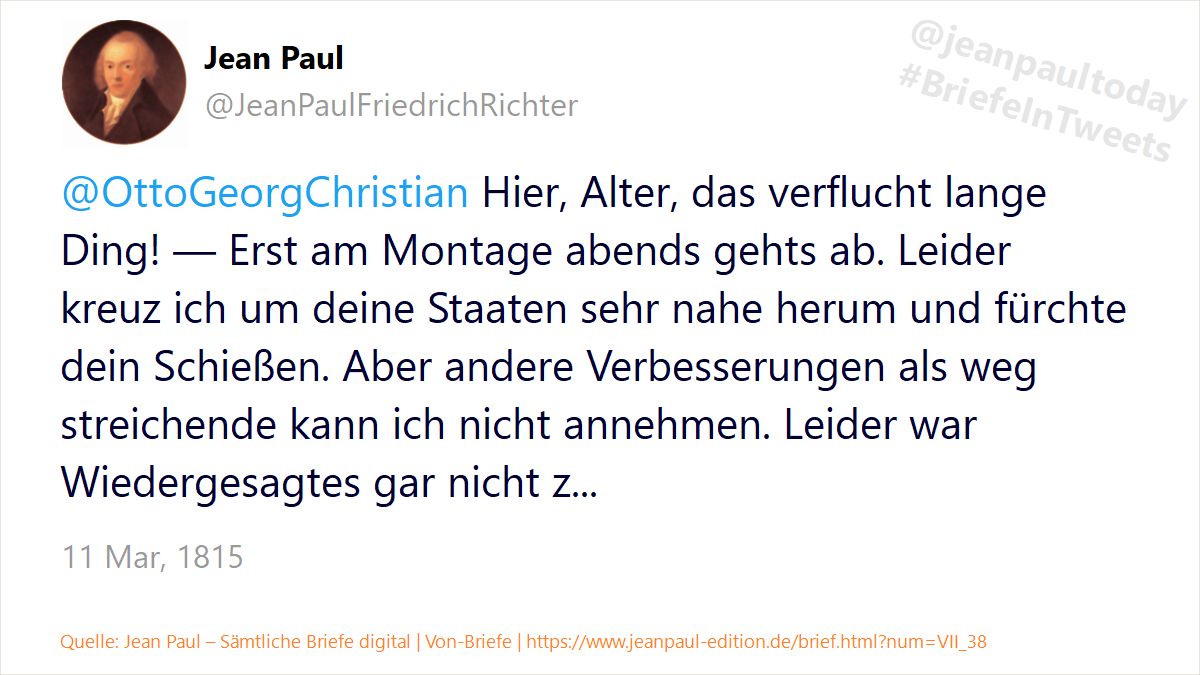 Jean Paul
@JeanPaulFriedrichRichter
@jeanpaultoday
#BriefeInTweets
@OttoGeorgChristian Hier, Alter, das verflucht lange
Ding! — Erst am Montage abends gehts ab. Leider
kreuz ich um deine Staaten sehr nahe herum und fürchte
dein Schießen. Aber andere Verbesserungen als weg
streichende kann ich nicht annehmen. Leider war
Wiedergesagtes gar nicht z...
11 Mar, 1815
Quelle: Jean Paul – Sämtliche Briefe digital | Von-Briefe | https://www.jeanpaul-edition.de/brief.html?num=VII_38